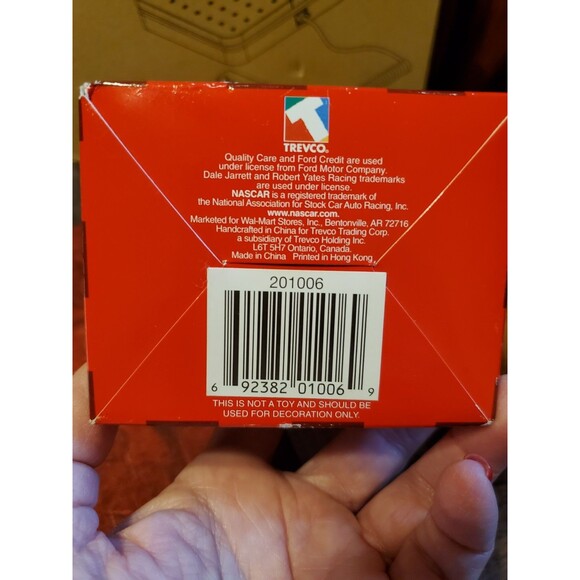 T
TREVCO®
Quality Care and Ford Credit are used
under license from Ford Motor Company.
Dale Jarrett and Robert Yates Racing trademarks
are used under license.
NASCAR is a registered trademark of
the National Association for Stock Car Auto Racing, Inc.
www.nascar.com.
Marketed for Wal-Mart Stores, Inc., Bentonville, AR 72716
Handcrafted in China for Trevco Trading Corp.
a subsidiary of Trevco Holding Inc.
L6T 5H7 Ontario, Canada.
Made in China Printed in Hong Kong
201006
6 92382 01006 9
THIS IS NOT A TOY AND SHOULD BE
USED FOR DECORATION ONLY.